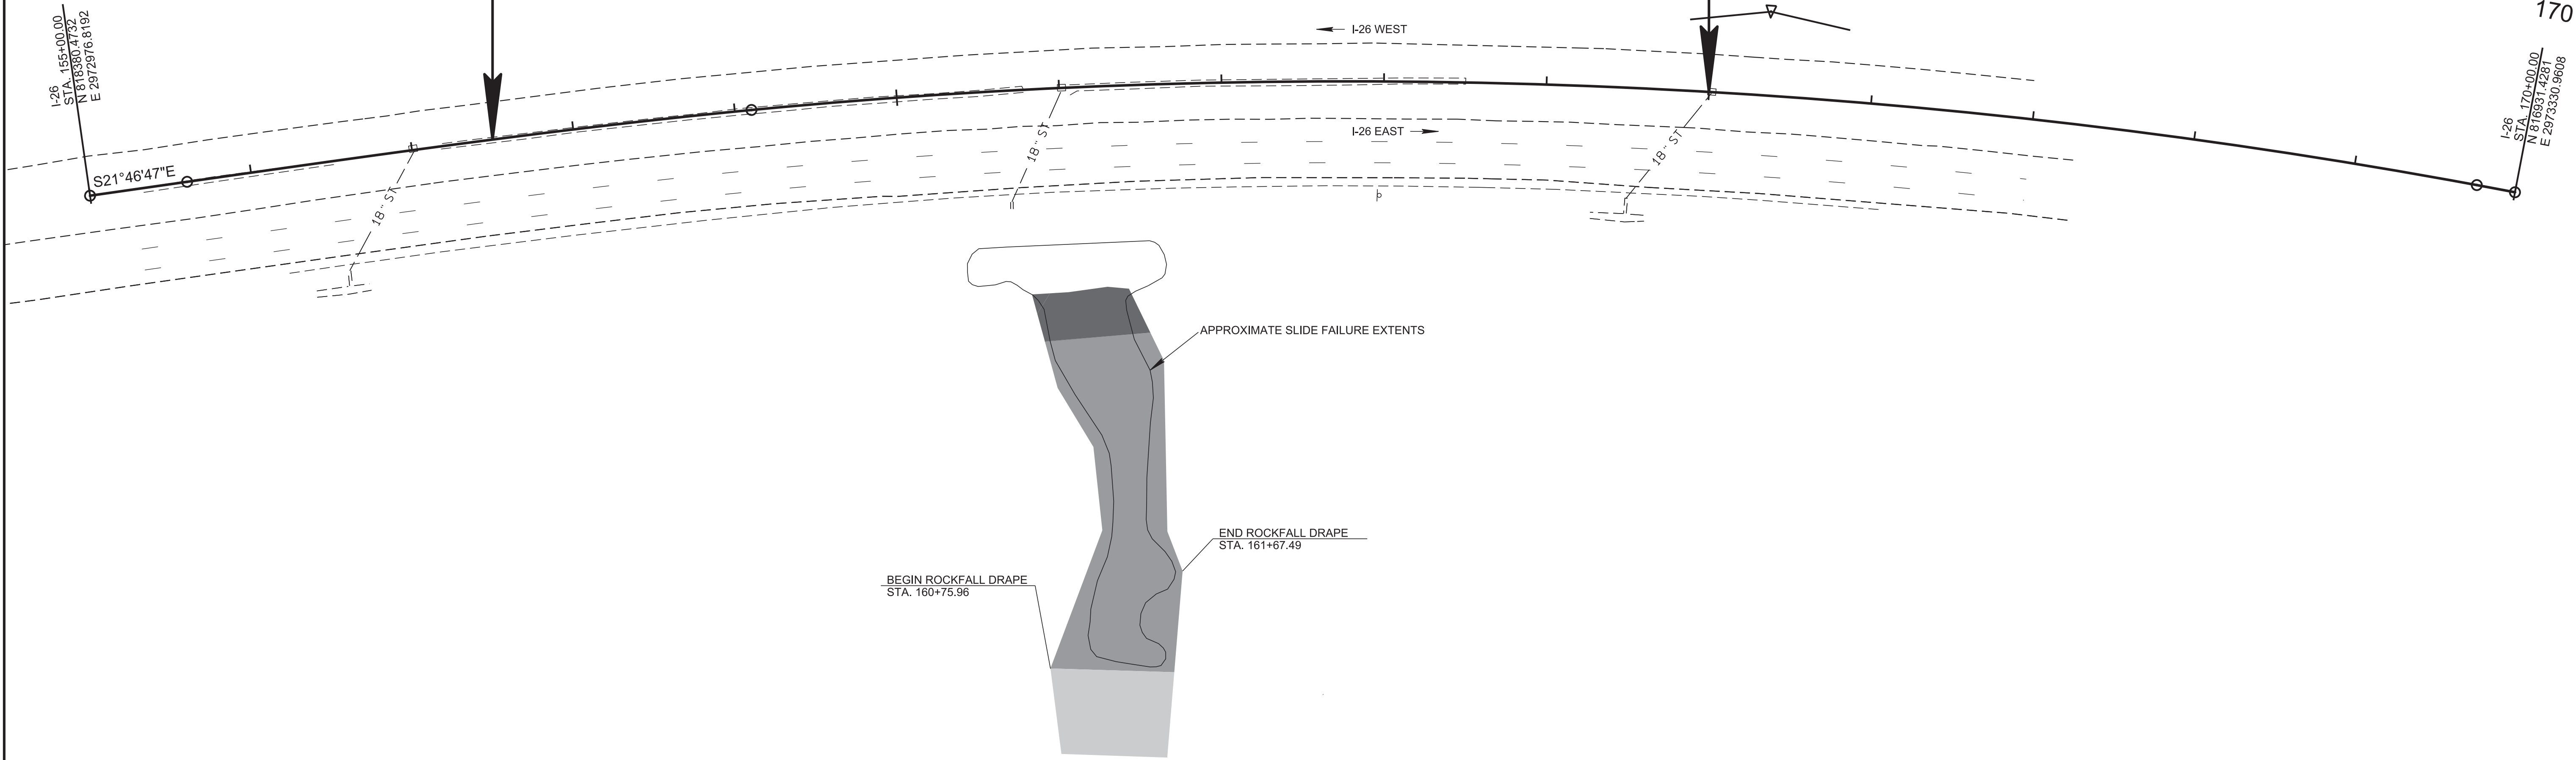 I-26
STA. 155+00.00
N 818380.4732
E 2972976.8192
S21°46'47"E
I-26 WEST
170
I-26
STA. 170+00.00
N 816931.4281
E 2973330.9608
I-26 EAST
18" ST
18" ST
18" ST
APPROXIMATE SLIDE FAILURE EXTENTS
END ROCKFALL DRAPE
STA. 161+67.49
BEGIN ROCKFALL DRAPE
STA. 160+75.96